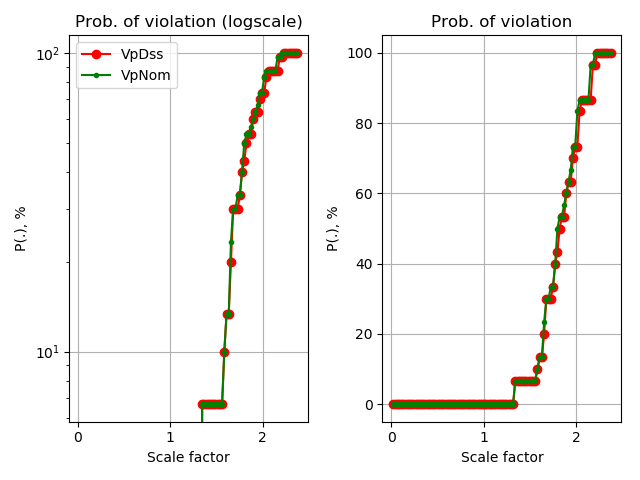 Prob. of violation (logscale)
VpDss
VpNom
10²
10¹
P(.), %
0
1
2
Scale factor
Prob. of violation
100
80
60
40
20
0
P(.), %
0
1
2
Scale factor